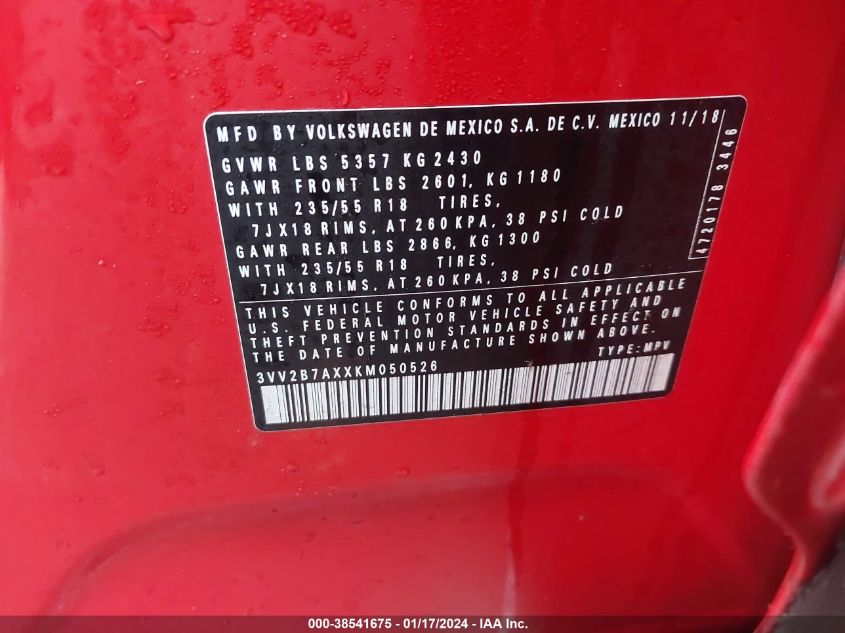 MFD BY VOLKSWAGEN DE MEXICO S.A. DE C.V. MEXICO 11/18
GVWR LBS 5357 KG 2430
GAWR FRONT LBS 2601, KG 1180
WITH 235/55 R18 TIRES,
7JX18 RIMS, AT 260 KPA, 38 PSI COLD
GAWR REAR LBS 2866, KG 1300
WITH 235/55 R18 TIRES,
7JX18 RIMS, AT 260 KPA, 38 PSI COLD
4720178 3446
THIS VEHICLE CONFORMS TO ALL APPLICABLE
U.S. FEDERAL MOTOR VEHICLE SAFETY AND
THEFT PREVENTION STANDARDS IN EFFECT ON
THE DATE OF MANUFACTURE SHOWN ABOVE.
TYPE: MPV
3VV2B7AXXKM050526
000-38541675 - 01/17/2024 - IAA Inc.